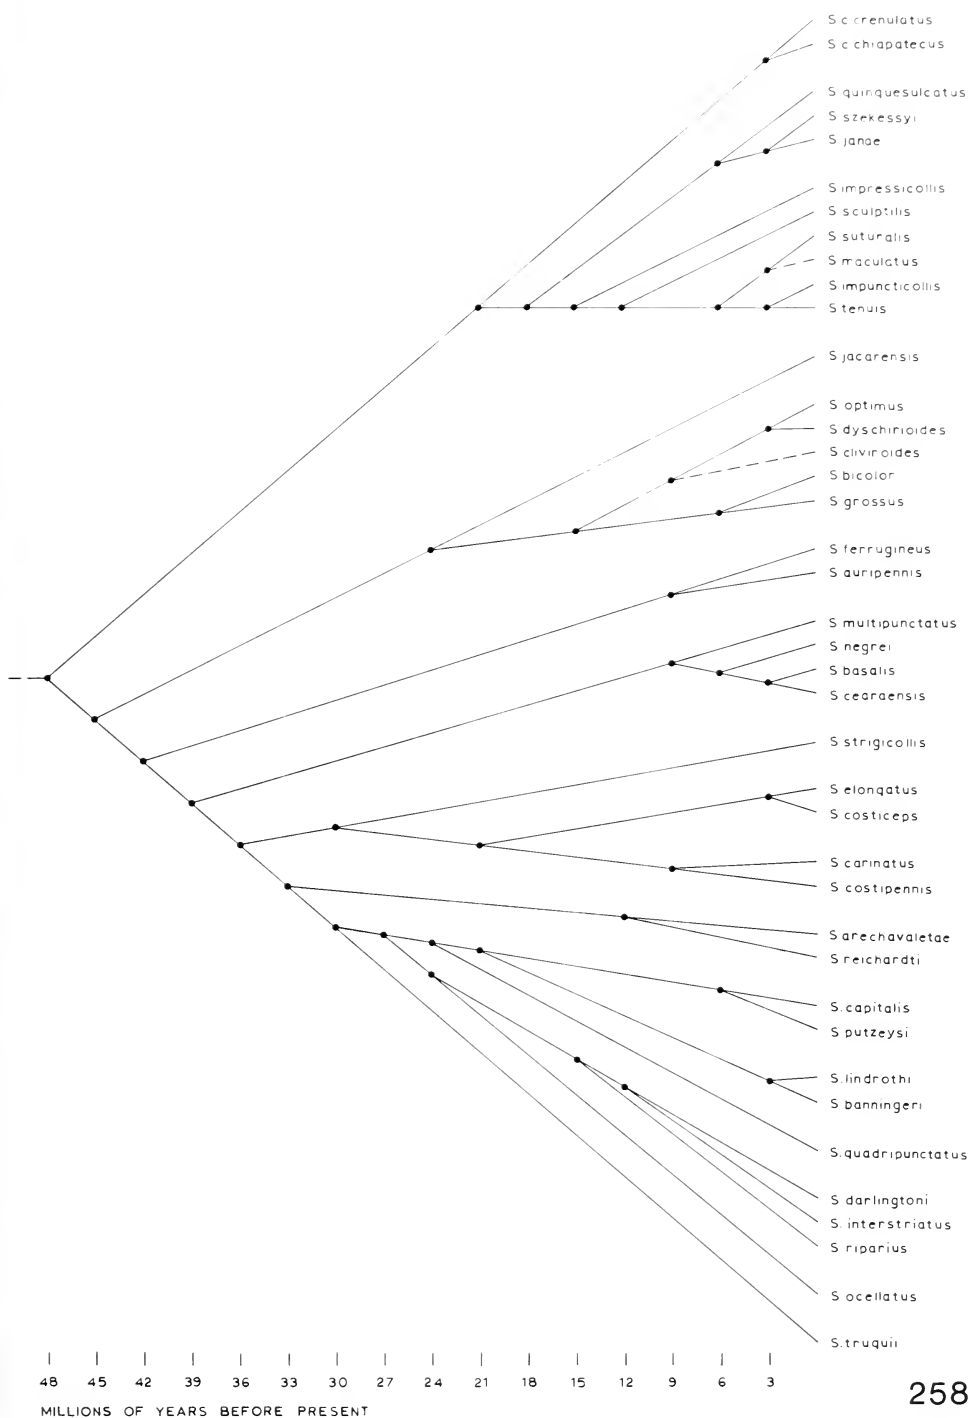 S c crenulatus
S c chiapatecus
S quinquesulcatus
S szekessyi
S janae
S impressicollis
S sculptilis
S suturalis
S maculatus
S impuncticollis
S tenuis
S jacarensis
S optimus
S dyschirioides
S cliviroides
S bicolor
S grossus
S ferrugineus
S auripennis
S multipunctatus
S negrei
S basalis
S cearaensis
S strigicollis
S elongatus
S costiceps
S carinatus
S costipennis
S arechavaletae
S reichardti
S. capitalis
S putzeysi
S. lindrothi
S banningeri
S. quadripunctatus
S darlingtoni
S. interstriatus
S riparius
S ocellatus
S. truquii
48 45 42 39 36 33 30 27 24 21 18 15 12 9 6 3
MILLIONS OF YEARS BEFORE PRESENT
258